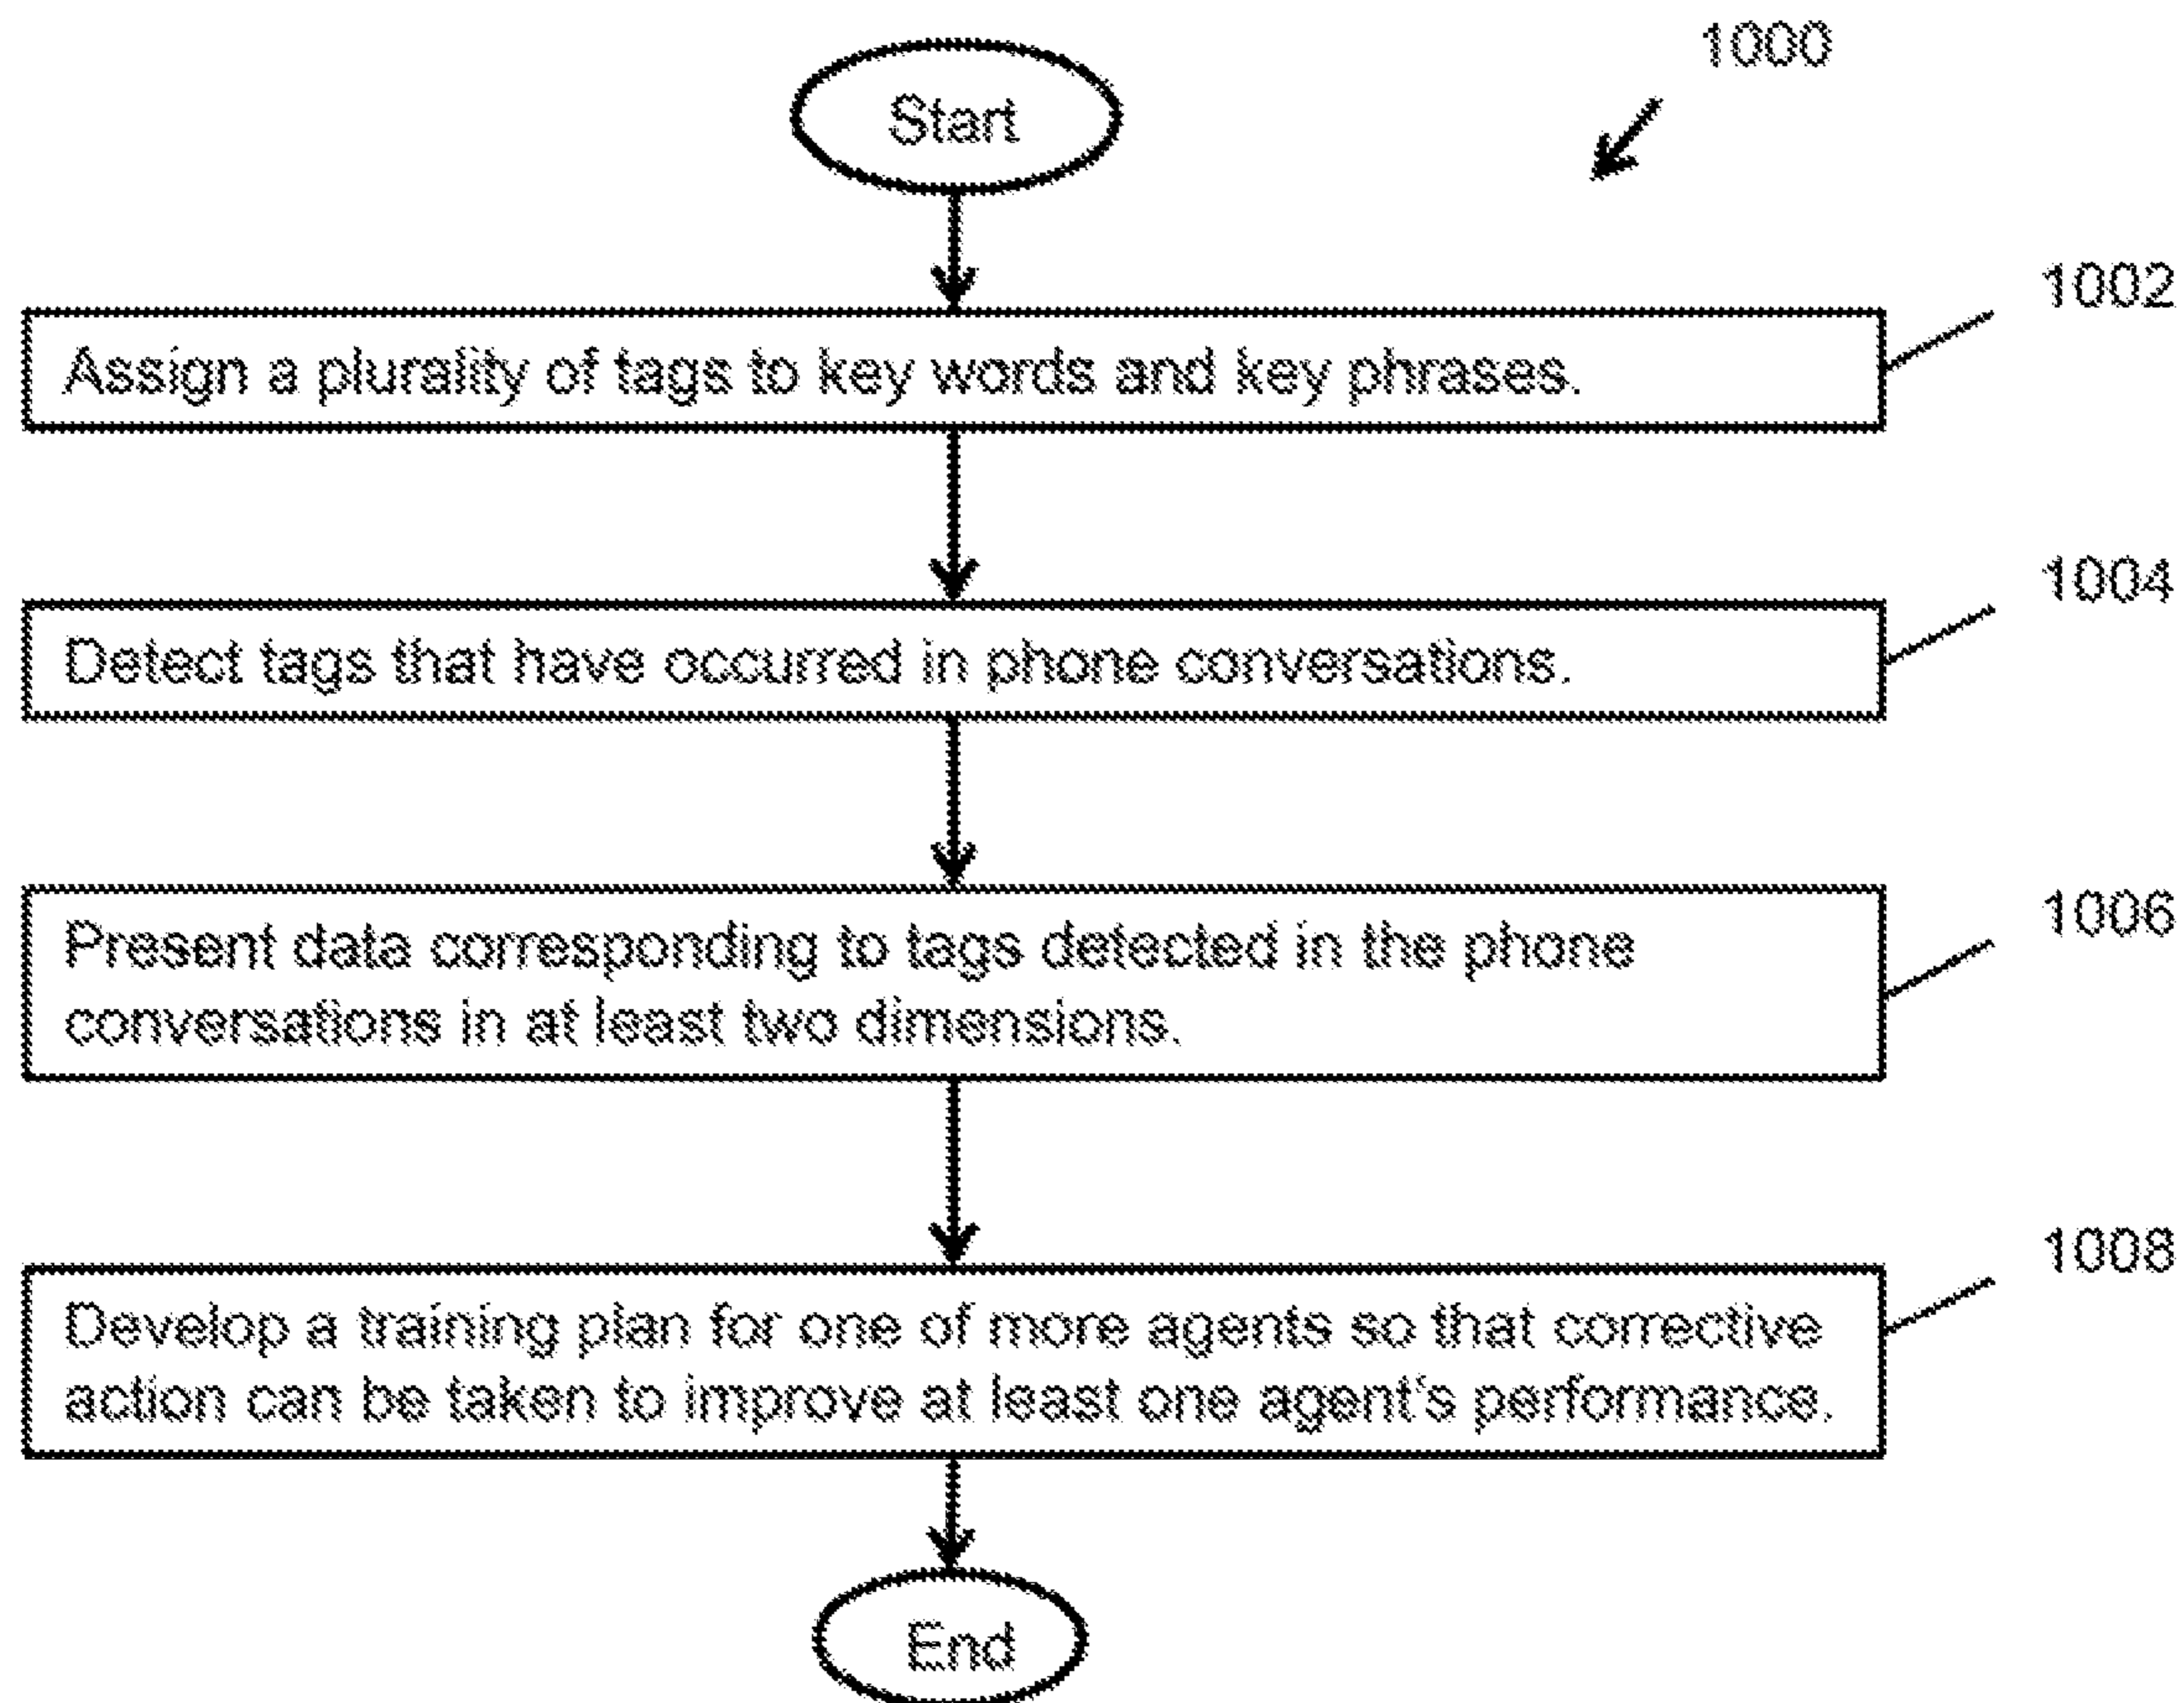 1000
Start
1002
Assign a plurality of tags to key words and key phrases.
1004
Detect tags that have occurred in phone conversations.
1006
Present data corresponding to tags detected in the phone
conversations in at least two dimensions.
1008
Develop a training plan for one of more agents so that corrective
action can be taken to improve at least one agent's performance.
End